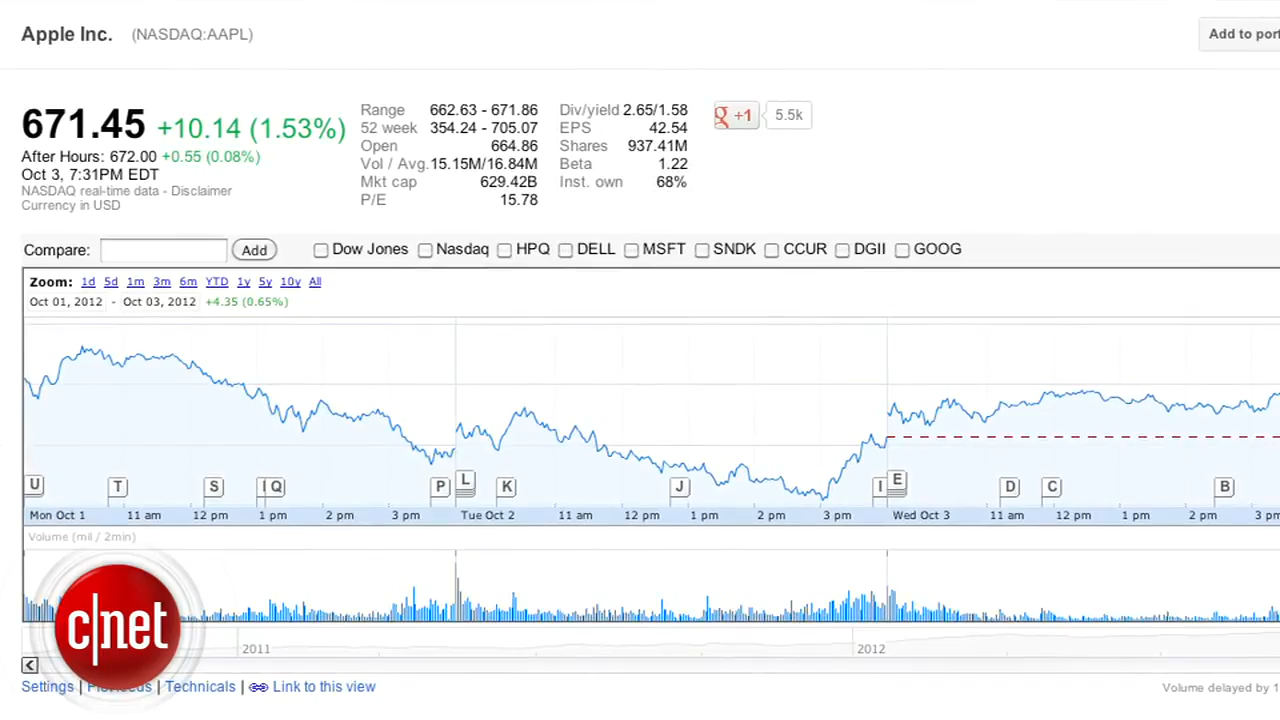 Apple Inc. (NASDAQ:AAPL)
Add to port
671.45 +10.14 (1.53%)
After Hours: 672.00 +0.55 (0.08%)
Oct 3, 7:31PM EDT
NASDAQ real-time data - Disclaimer
Currency in USD
Range 662.63 - 671.86
52 week 354.24 - 705.07
Open 664.86
Vol / Avg. 15.15M/16.84M
Mkt cap 629.42B
P/E 15.78
Div/yield 2.65/1.58
EPS 42.54
Shares 937.41M
Beta 1.22
Inst. own 68%
g +1 5.5k
Compare: Add Dow Jones Nasdaq HPQ DELL MSFT SNDK CCUR DGII GOOG
Zoom: 1d 5d 1m 3m 6m YTD 1y 5y 10y All
Oct 01, 2012 - Oct 03, 2012 +4.35 (0.65%)
U T S I Q P L K J I E D C B
Mon Oct 1 11 am 12 pm 1 pm 2 pm 3 pm Tue Oct 2 11 am 12 pm 1 pm 2 pm 3 pm Wed Oct 3 11 am 12 pm 1 pm 2 pm 3 pm
Volume (mil / 2min)
c|net
2011 2012
Settings | | Technicals | Link to this view
Volume delayed by 1